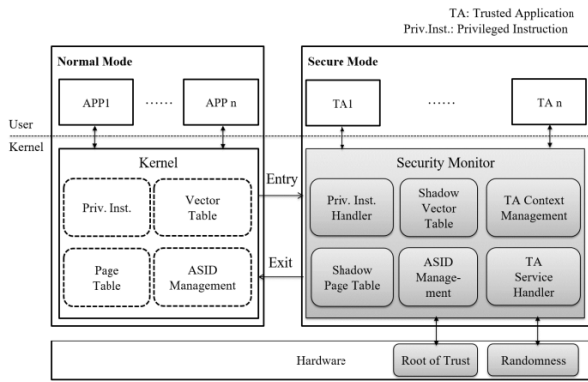 TA: Trusted Application
Priv.Inst.: Privileged Instruction
Normal Mode
Secure Mode
APP1
......
APP n
TA1
......
TA n
User
Kernel
Kernel
Security Monitor
Entry
Priv. Inst.
Vector
Table
Priv. Inst.
Handler
Shadow
Vector
Table
TA Context
Management
Exit
Page
Table
ASID
Management
Shadow
Page Table
ASID
Manage-
ment
TA
Service
Handler
Hardware
Root of Trust
Randomness